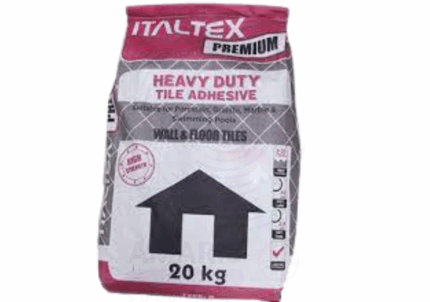 ITALTEX
PREMIUM
HEAVY DUTY
TILE ADHESIVE
Suitable for Porcelain, Granite, Marble &
Swimming Pools
WALL & FLOOR TILES
HIGH
STRENGTH
20 kg